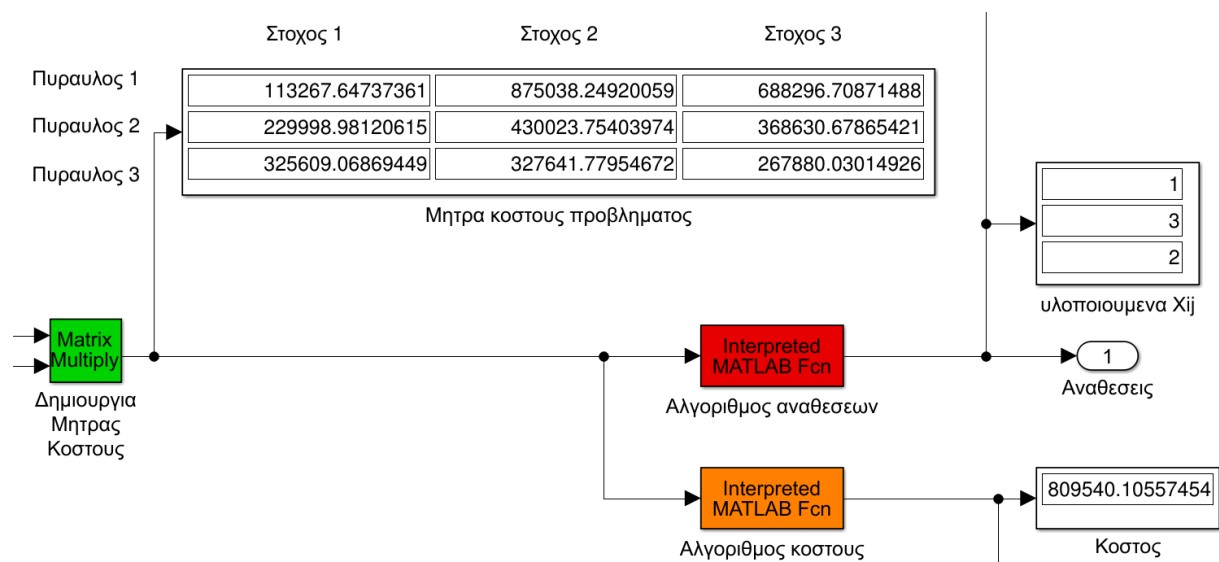 Στοχος 1 Στοχος 2 Στοχος 3
Πυραυλος 1
113267.64737361 875038.24920059 688296.70871488
Πυραυλος 2
229998.98120615 430023.75403974 368630.67865421
Πυραυλος 3
325609.06869449 327641.77954672 267880.03014926
Μητρα κοστους προβληματος
1
3
2
υλοποιουμενα Xij
Matrix
Multiply
Δημιουργια
Μητρας
Κοστους
Interpreted
MATLAB Fcn
Αλγοριθμος αναθεσεων
1
Αναθεσεις
Interpreted
MATLAB Fcn
Αλγοριθμος κοστους
809540.10557454
Κοστος